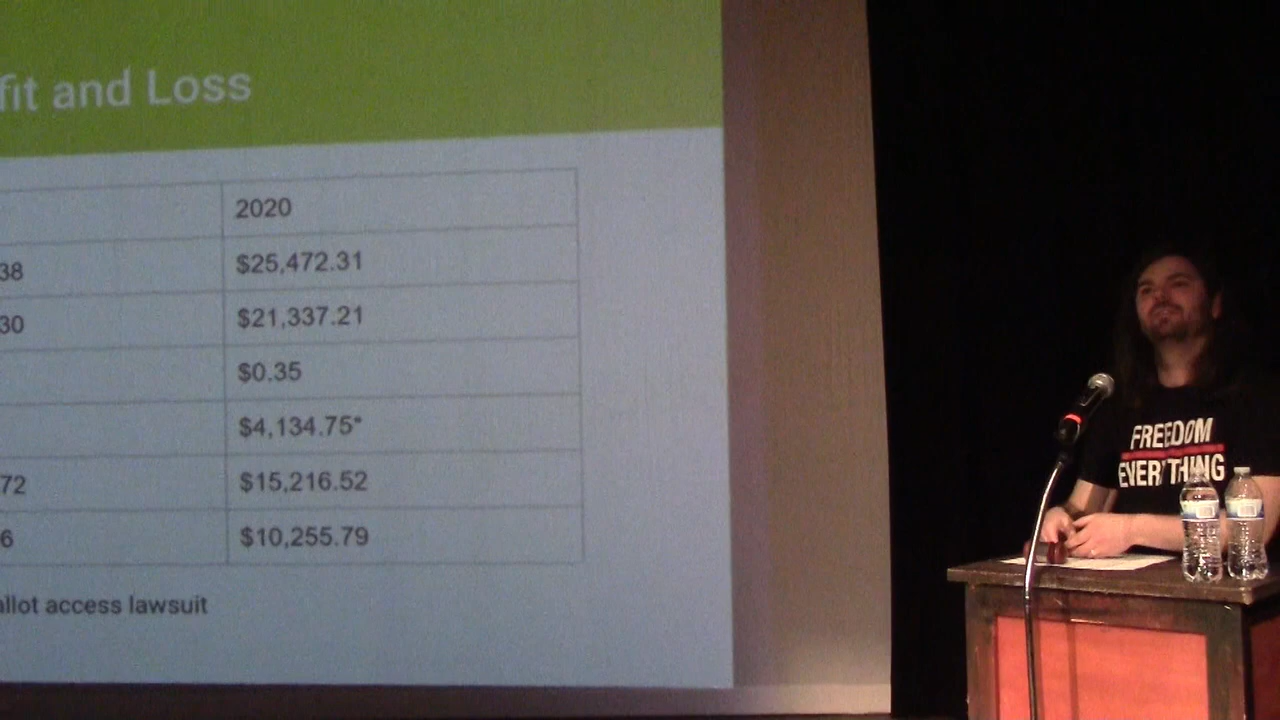 fit and Loss
2020
38 $25,472.31
30 $21,337.21
$0.35
$4,134.75*
72 $15,216.52
6 $10,255.79
allot access lawsuit
FREEDOM
EVERYTHING